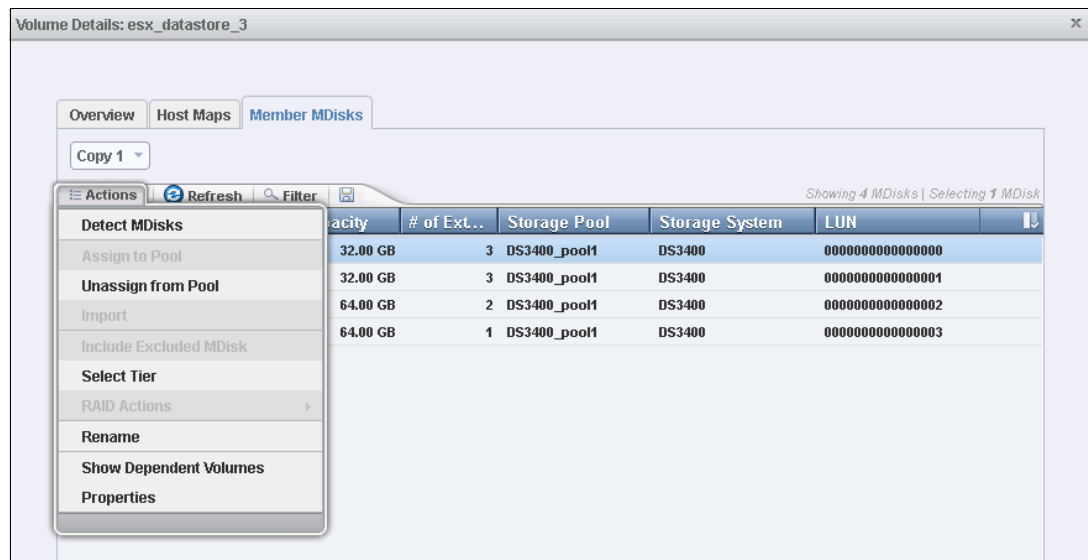 Volume Details: esx_datastore_3 x
Overview Host Maps Member MDisks
Copy 1
Actions Refresh Filter Showing 4 MDisks | Selecting 1 MDisk
acity # of Ext... Storage Pool Storage System LUN
32.00 GB 3 DS3400_pool1 DS3400 0000000000000000
32.00 GB 3 DS3400_pool1 DS3400 0000000000000001
64.00 GB 2 DS3400_pool1 DS3400 0000000000000002
64.00 GB 1 DS3400_pool1 DS3400 0000000000000003
Detect MDisks
Assign to Pool
Unassign from Pool
Import
Include Excluded MDisk
Select Tier
RAID Actions
Rename
Show Dependent Volumes
Properties